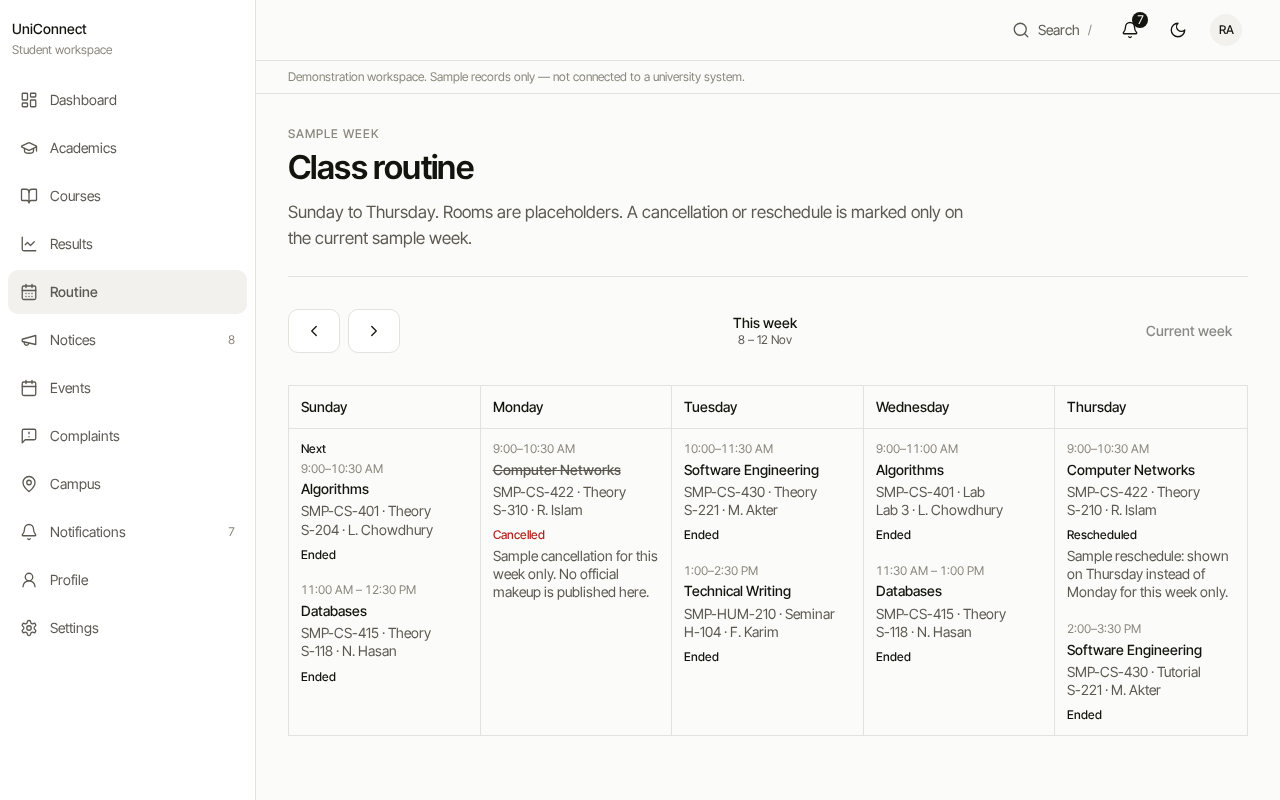 UniConnect
Student workspace
Dashboard
Academics
Courses
Results
Routine
Notices 8
Events
Complaints
Campus
Notifications 7
Profile
Settings
Search /
7
RA
Demonstration workspace. Sample records only — not connected to a university system.
SAMPLE WEEK
Class routine
Sunday to Thursday. Rooms are placeholders. A cancellation or reschedule is marked only on
the current sample week.
This week
8 – 12 Nov
Current week
Sunday
Next
9:00–10:30 AM
Algorithms
SMP-CS-401 · Theory
S-204 · L. Chowdhury
Ended
11:00 AM – 12:30 PM
Databases
SMP-CS-415 · Theory
S-118 · N. Hasan
Ended
Monday
9:00–10:30 AM
Computer Networks
SMP-CS-422 · Theory
S-310 · R. Islam
Cancelled
Sample cancellation for this
week only. No official
makeup is published here.
Tuesday
10:00–11:30 AM
Software Engineering
SMP-CS-430 · Theory
S-221 · M. Akter
Ended
1:00–2:30 PM
Technical Writing
SMP-HUM-210 · Seminar
H-104 · F. Karim
Ended
Wednesday
9:00–11:00 AM
Algorithms
SMP-CS-401 · Lab
Lab 3 · L. Chowdhury
Ended
11:30 AM – 1:00 PM
Databases
SMP-CS-415 · Theory
S-118 · N. Hasan
Ended
Thursday
9:00–10:30 AM
Computer Networks
SMP-CS-422 · Theory
S-210 · R. Islam
Rescheduled
Sample reschedule: shown
on Thursday instead of
Monday for this week only.
2:00–3:30 PM
Software Engineering
SMP-CS-430 · Tutorial
S-221 · M. Akter
Ended